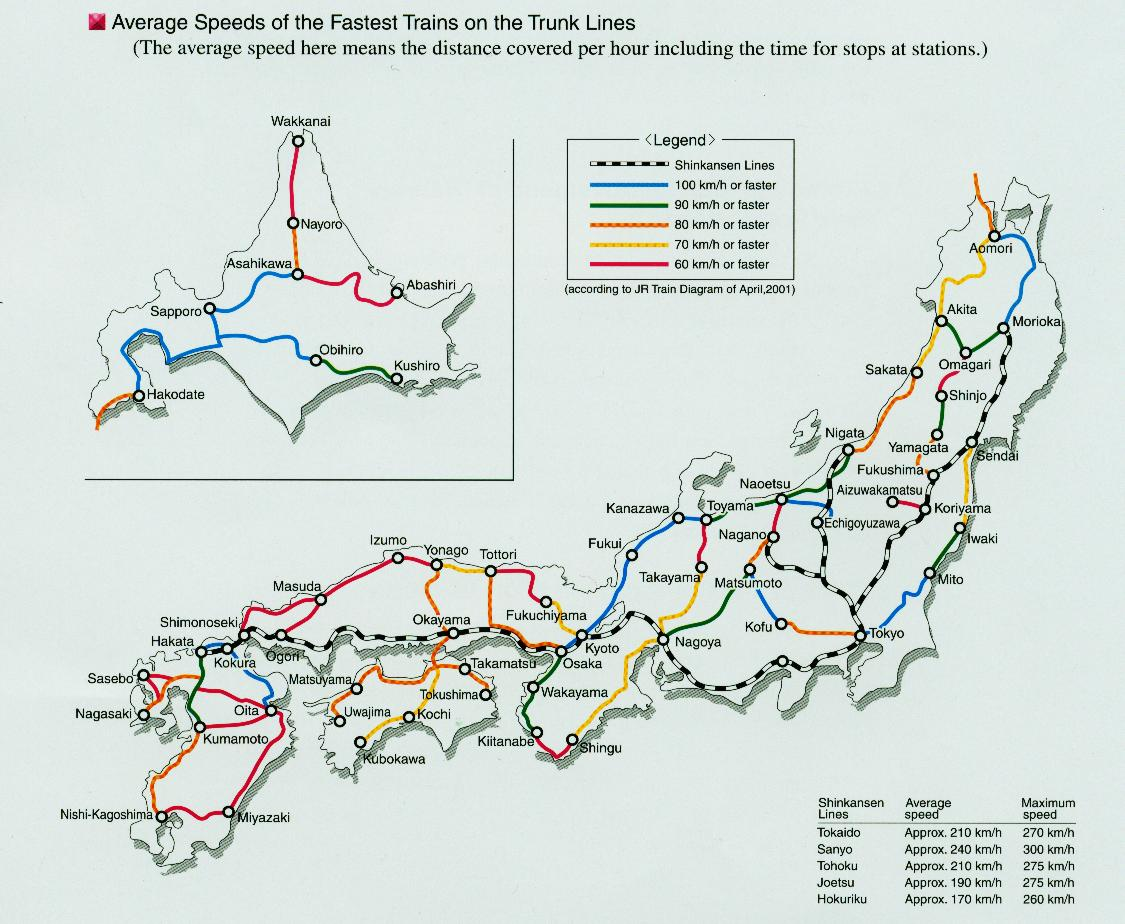 Average Speeds of the Fastest Trains on the Trunk Lines
(The average speed here means the distance covered per hour including the time for stops at stations.)
<Legend>
Shinkansen Lines
100 km/h or faster
90 km/h or faster
80 km/h or faster
70 km/h or faster
60 km/h or faster
(according to JR Train Diagram of April,2001)
Wakkanai
Nayoro
Asahikawa
Abashiri
Sapporo
Obihiro
Kushiro
Hakodate
Aomori
Akita
Morioka
Omagari
Sakata
Shinjo
Nigata
Yamagata
Sendai
Fukushima
Naoetsu
Aizuwakamatsu
Kanazawa
Toyama
Koriyama
Echigoyuzawa
Nagano
Iwaki
Izumo
Yonago
Tottori
Fukui
Takayama
Matsumoto
Mito
Masuda
Fukuchiyama
Shimonoseki
Okayama
Kofu
Tokyo
Hakata
Kyoto
Nagoya
Kokura
Ogori
Osaka
Takamatsu
Sasebo
Matsuyama
Tokushima
Wakayama
Nagasaki
Oita
Uwajima
Kochi
Kumamoto
Kiitanabe
Shingu
Kubokawa
Nishi-Kagoshima
Miyazaki
Shinkansen Lines Average speed Maximum speed
Tokaido Approx. 210 km/h 270 km/h
Sanyo Approx. 240 km/h 300 km/h
Tohoku Approx. 210 km/h 275 km/h
Joetsu Approx. 190 km/h 275 km/h
Hokuriku Approx. 170 km/h 260 km/h